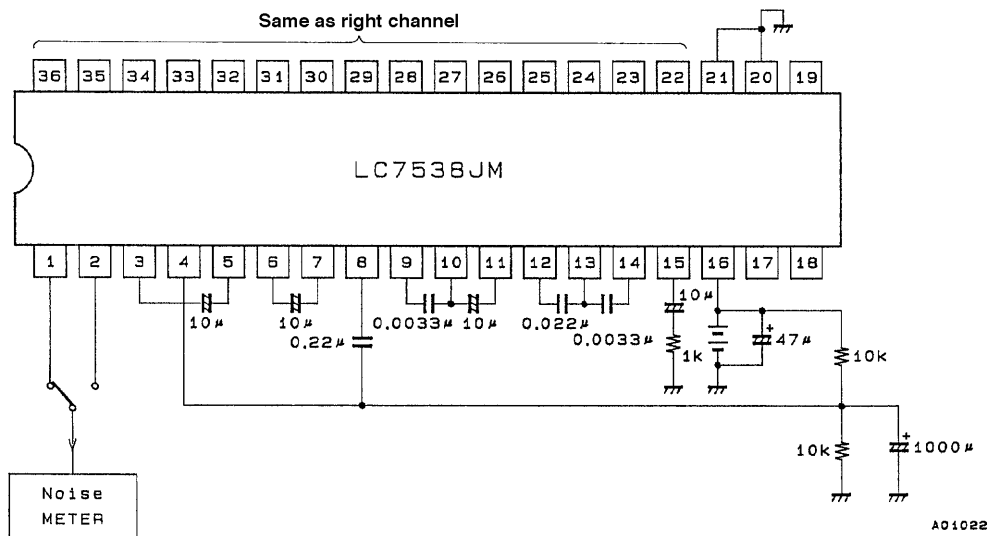 Same as right channel
36 35 34 33 32 31 30 29 28 27 26 25 24 23 22 21 20 19
LC7538JM
1 2 3 4 5 6 7 8 9 10 11 12 13 14 15 16 17 18
10μ
10μ
0.22μ
0.0033μ
10μ
0.022μ
0.0033μ
10μ
1k
+
47μ
10k
10k
+
1000μ
Noise
METER
A01022